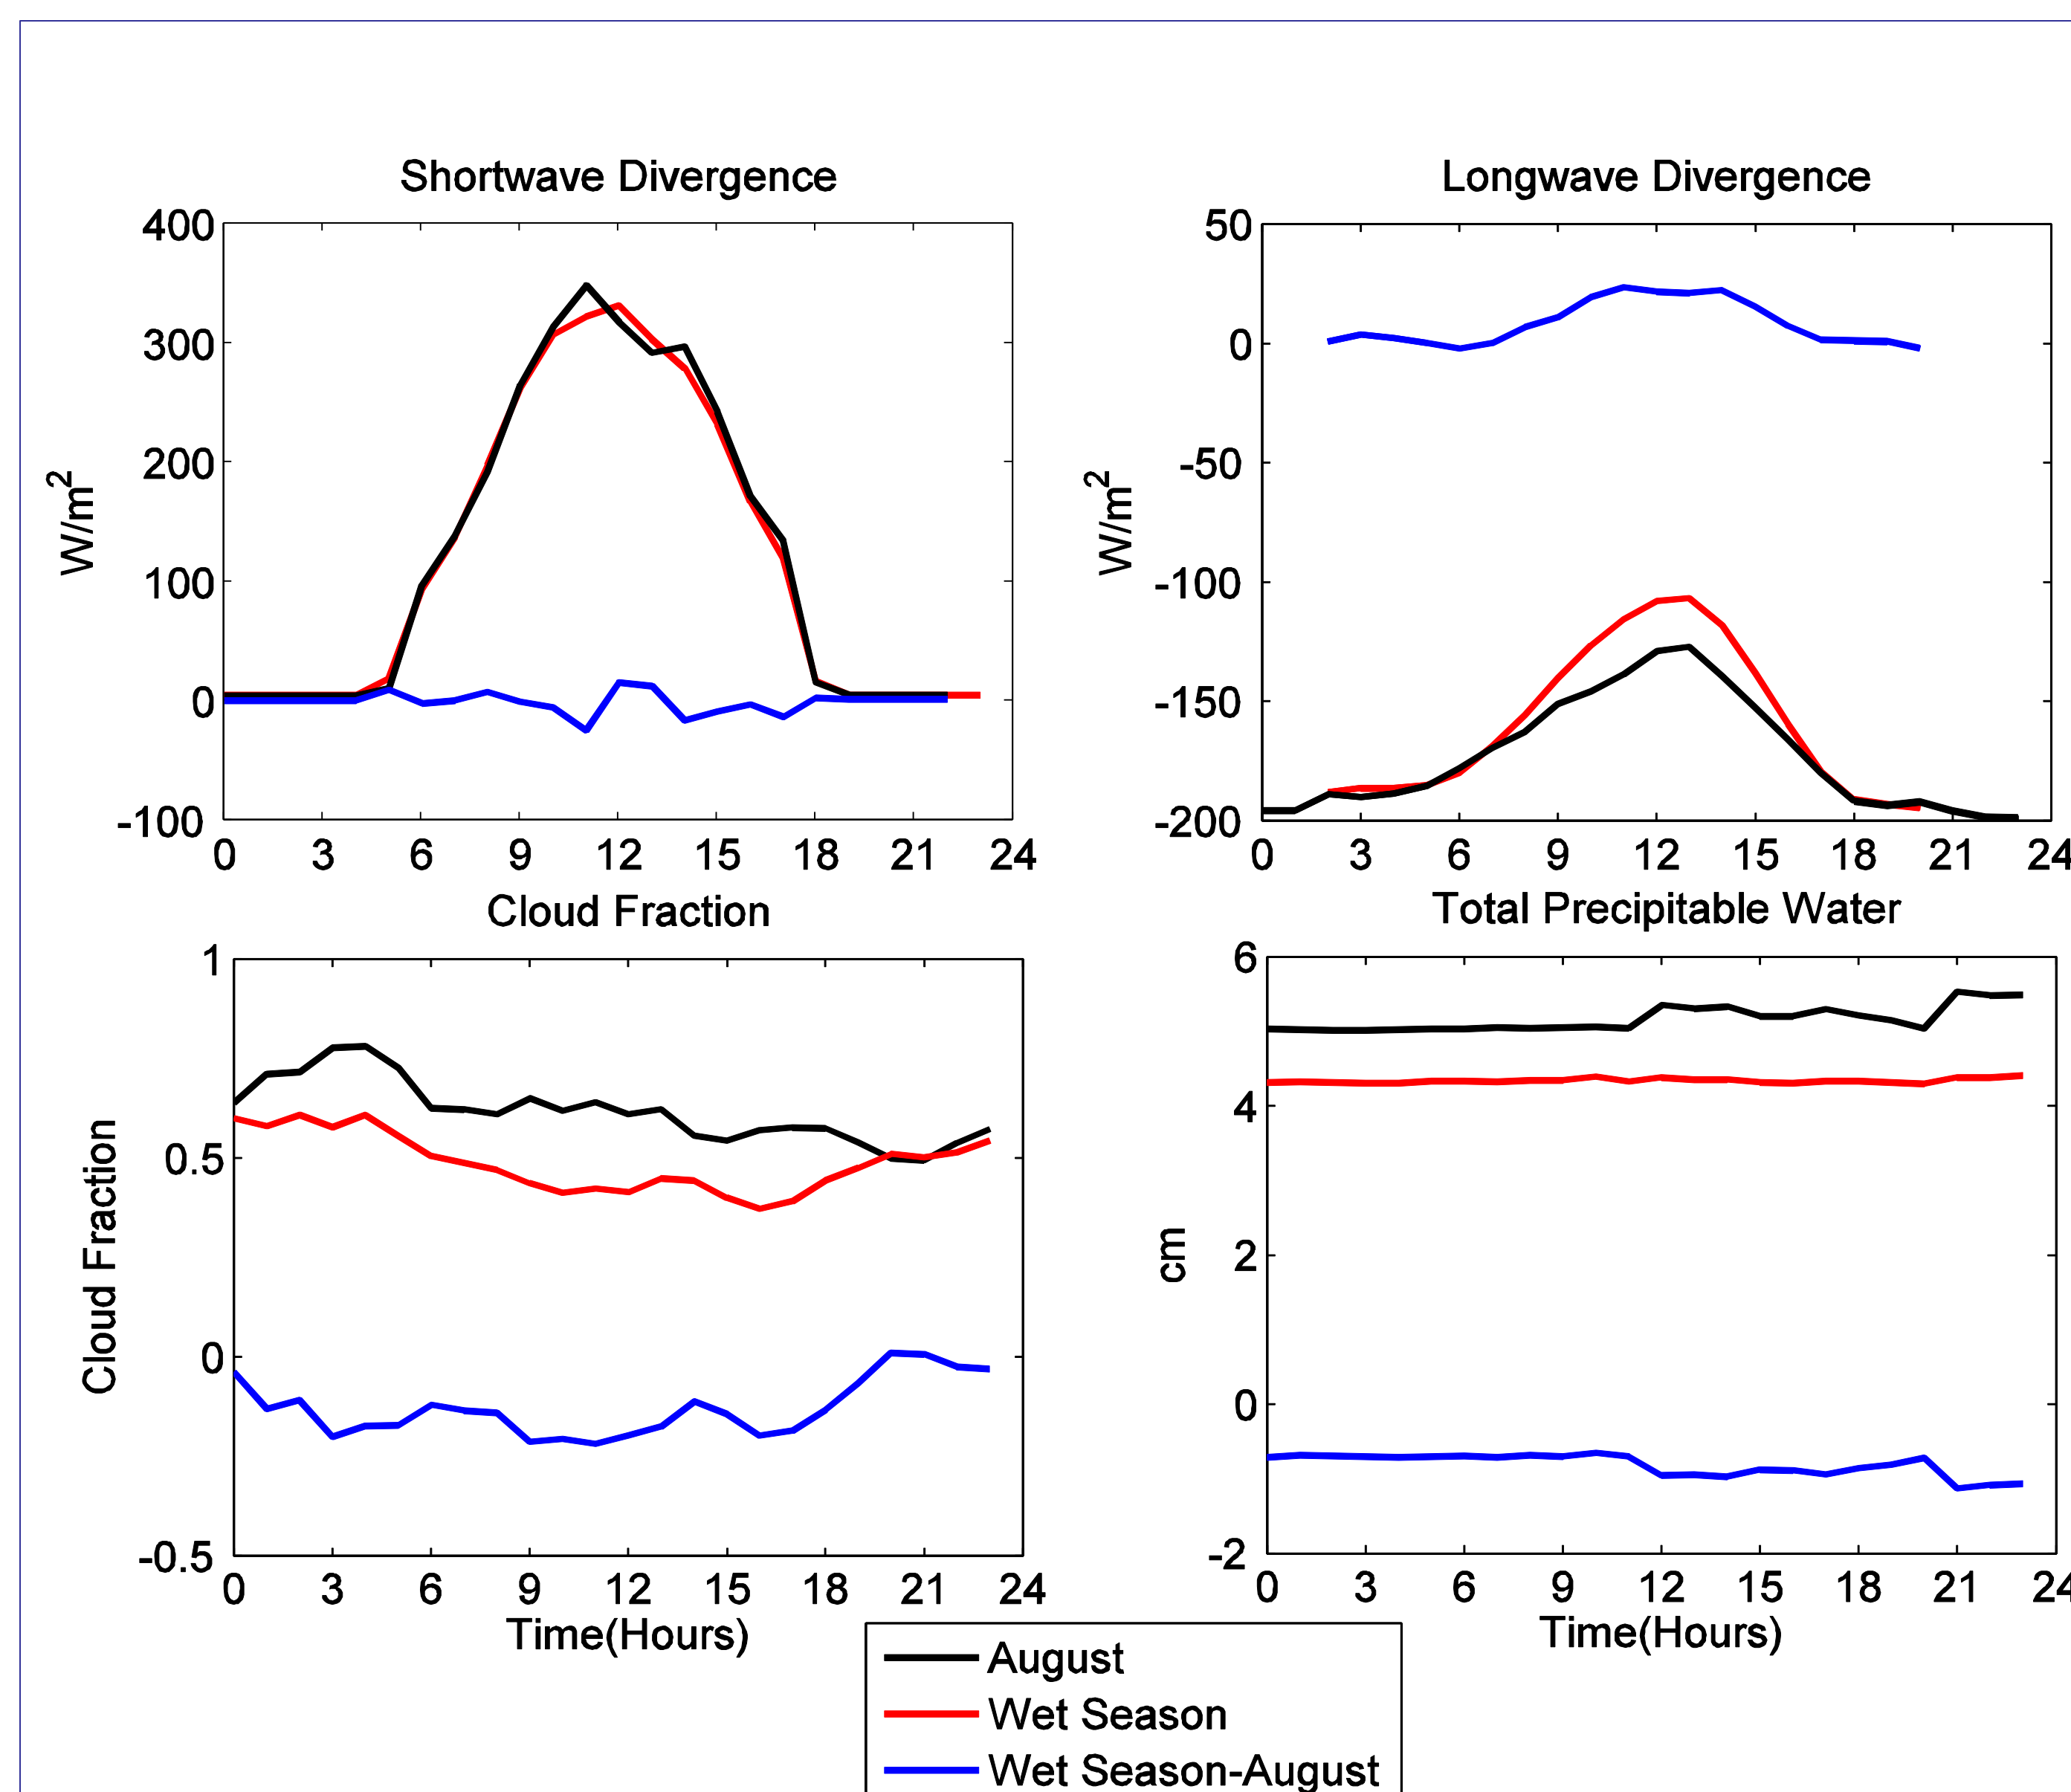 Shortwave Divergence
400
300
200
100
0
-100
W/m2
0 3 6 9 12 15 18 21 24
Longwave Divergence
50
0
-50
-100
-150
-200
W/m2
0 3 6 9 12 15 18 21 24
Cloud Fraction
1
0.5
0
-0.5
Cloud Fraction
0 3 6 9 12 15 18 21 24
Time(Hours)
Total Precipitable Water
6
4
2
0
-2
cm
0 3 6 9 12 15 18 21 24
Time(Hours)
August
Wet Season
Wet Season-August